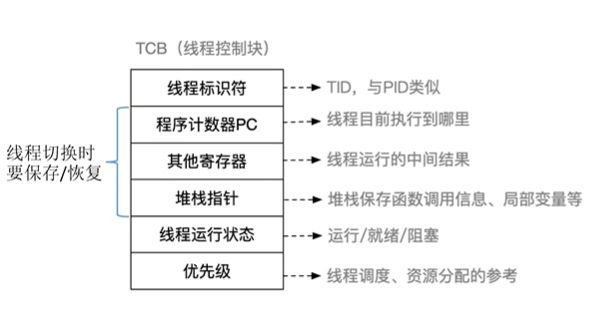 TCB（线程控制块）
线程标识符
TID，与PID类似
程序计数器PC
线程目前执行到哪里
线程切换时
要保存/恢复
其他寄存器
线程运行的中间结果
堆栈指针
堆栈保存函数调用信息、局部变量等
线程运行状态
运行/就绪/阻塞
优先级
线程调度、资源分配的参考